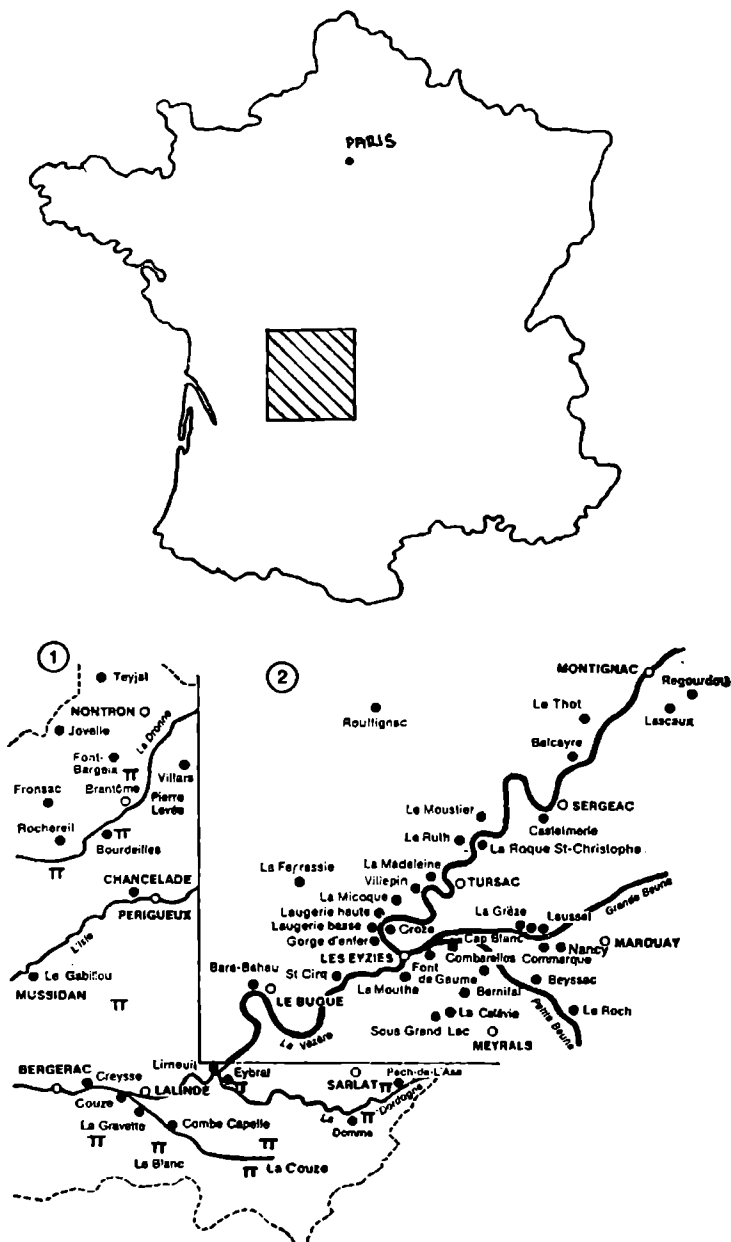 PARIS
1
2
Teyjat
NONTRON
Jovelle
La Dronne
Font-
Bargeix
Villars
Fronsac
Brantôme
Pierre
Levée
Rochereil
Bourdeilles
CHANCELADE
PERIGUEUX
L'Isle
Le Gabillou
MUSSIDAN
MONTIGNAC
Regourdou
Lascaux
Le Thot
Rouffignac
Belcayre
SERGEAC
Le Moustier
Castelmerle
Le Ruth
La Roque St-Christophe
La Ferrassie
La Madeleine
Villepin
TURSAC
La Micoque
Laugerie haute
La Grèze
Laussel
Grande Beune
Laugerie basse
Croze
Gorge d'enfer
Cap Blanc
Nancy
MARQUAY
LES EYZIES
Combarelles
Commarque
Bara-Bahau
St Cirq
Font
de Gaume
La Mouthe
Beyssac
LE BUGUE
Bernifal
Le Roch
La Calévie
Petite Beune
Sous Grand Lac
La Vézère
MEYRALS
Limeuil
Eybral
SARLAT
Pech-de-L'Aze
BERGERAC
Creysse
LALINDE
La Dordogne
Couze
Domme
La Gravette
Combe Capelle
Le Blanc
La Couze